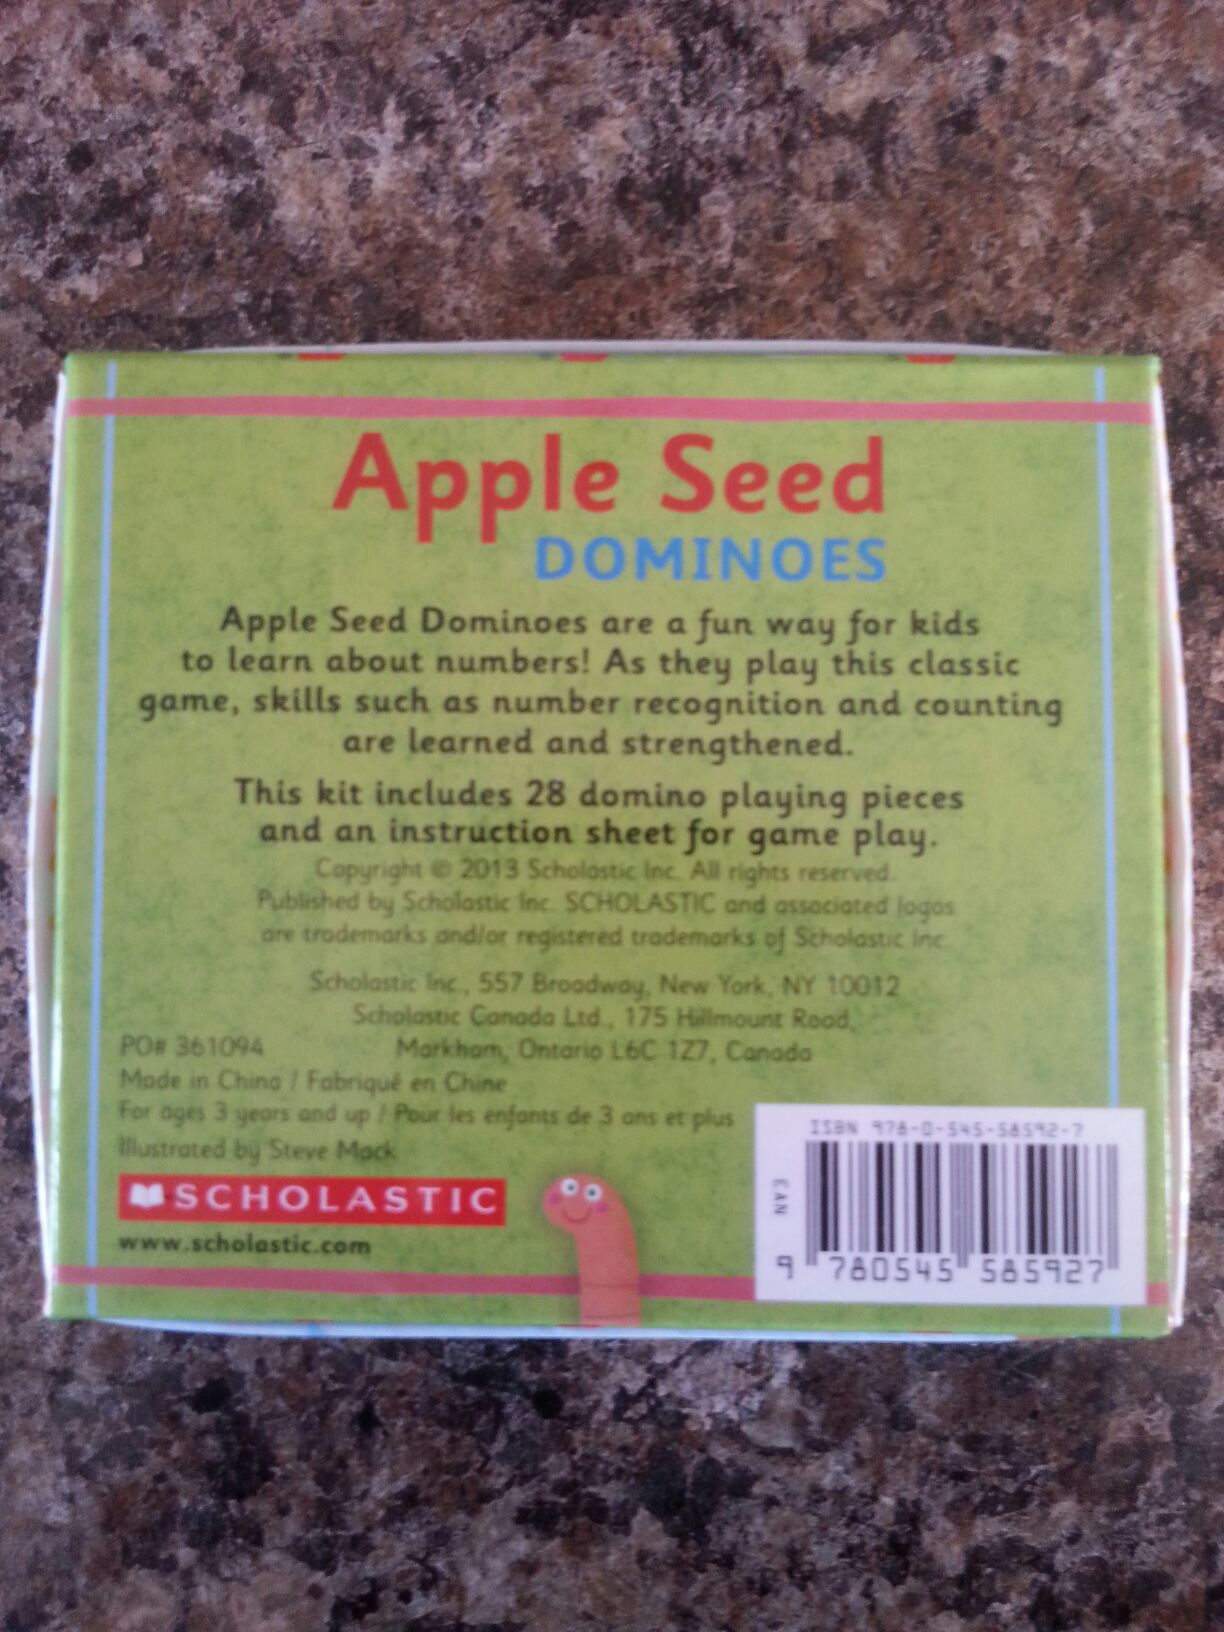 Apple Seed
DOMINOES
Apple Seed Dominoes are a fun way for kids
to learn about numbers! As they play this classic
game, skills such as number recognition and counting
are learned and strengthened.
This kit includes 28 domino playing pieces
and an instruction sheet for game play.
Copyright © 2013 Scholastic Inc. All rights reserved.
Published by Scholastic Inc. SCHOLASTIC and associated logos
are trademarks and/or registered trademarks of Scholastic Inc.
Scholastic Inc., 557 Broadway, New York, NY 10012
Scholastic Canada Ltd., 175 Hillmount Road,
Markham, Ontario L6C 1Z7, Canada
PO# 361094
Made in China / Fabriqué en Chine
For ages 3 years and up / Pour les enfants de 3 ans et plus
Illustrated by Steve Mack
SCHOLASTIC
www.scholastic.com
ISBN 978-0-545-58592-7
EAN
9 780545 585927